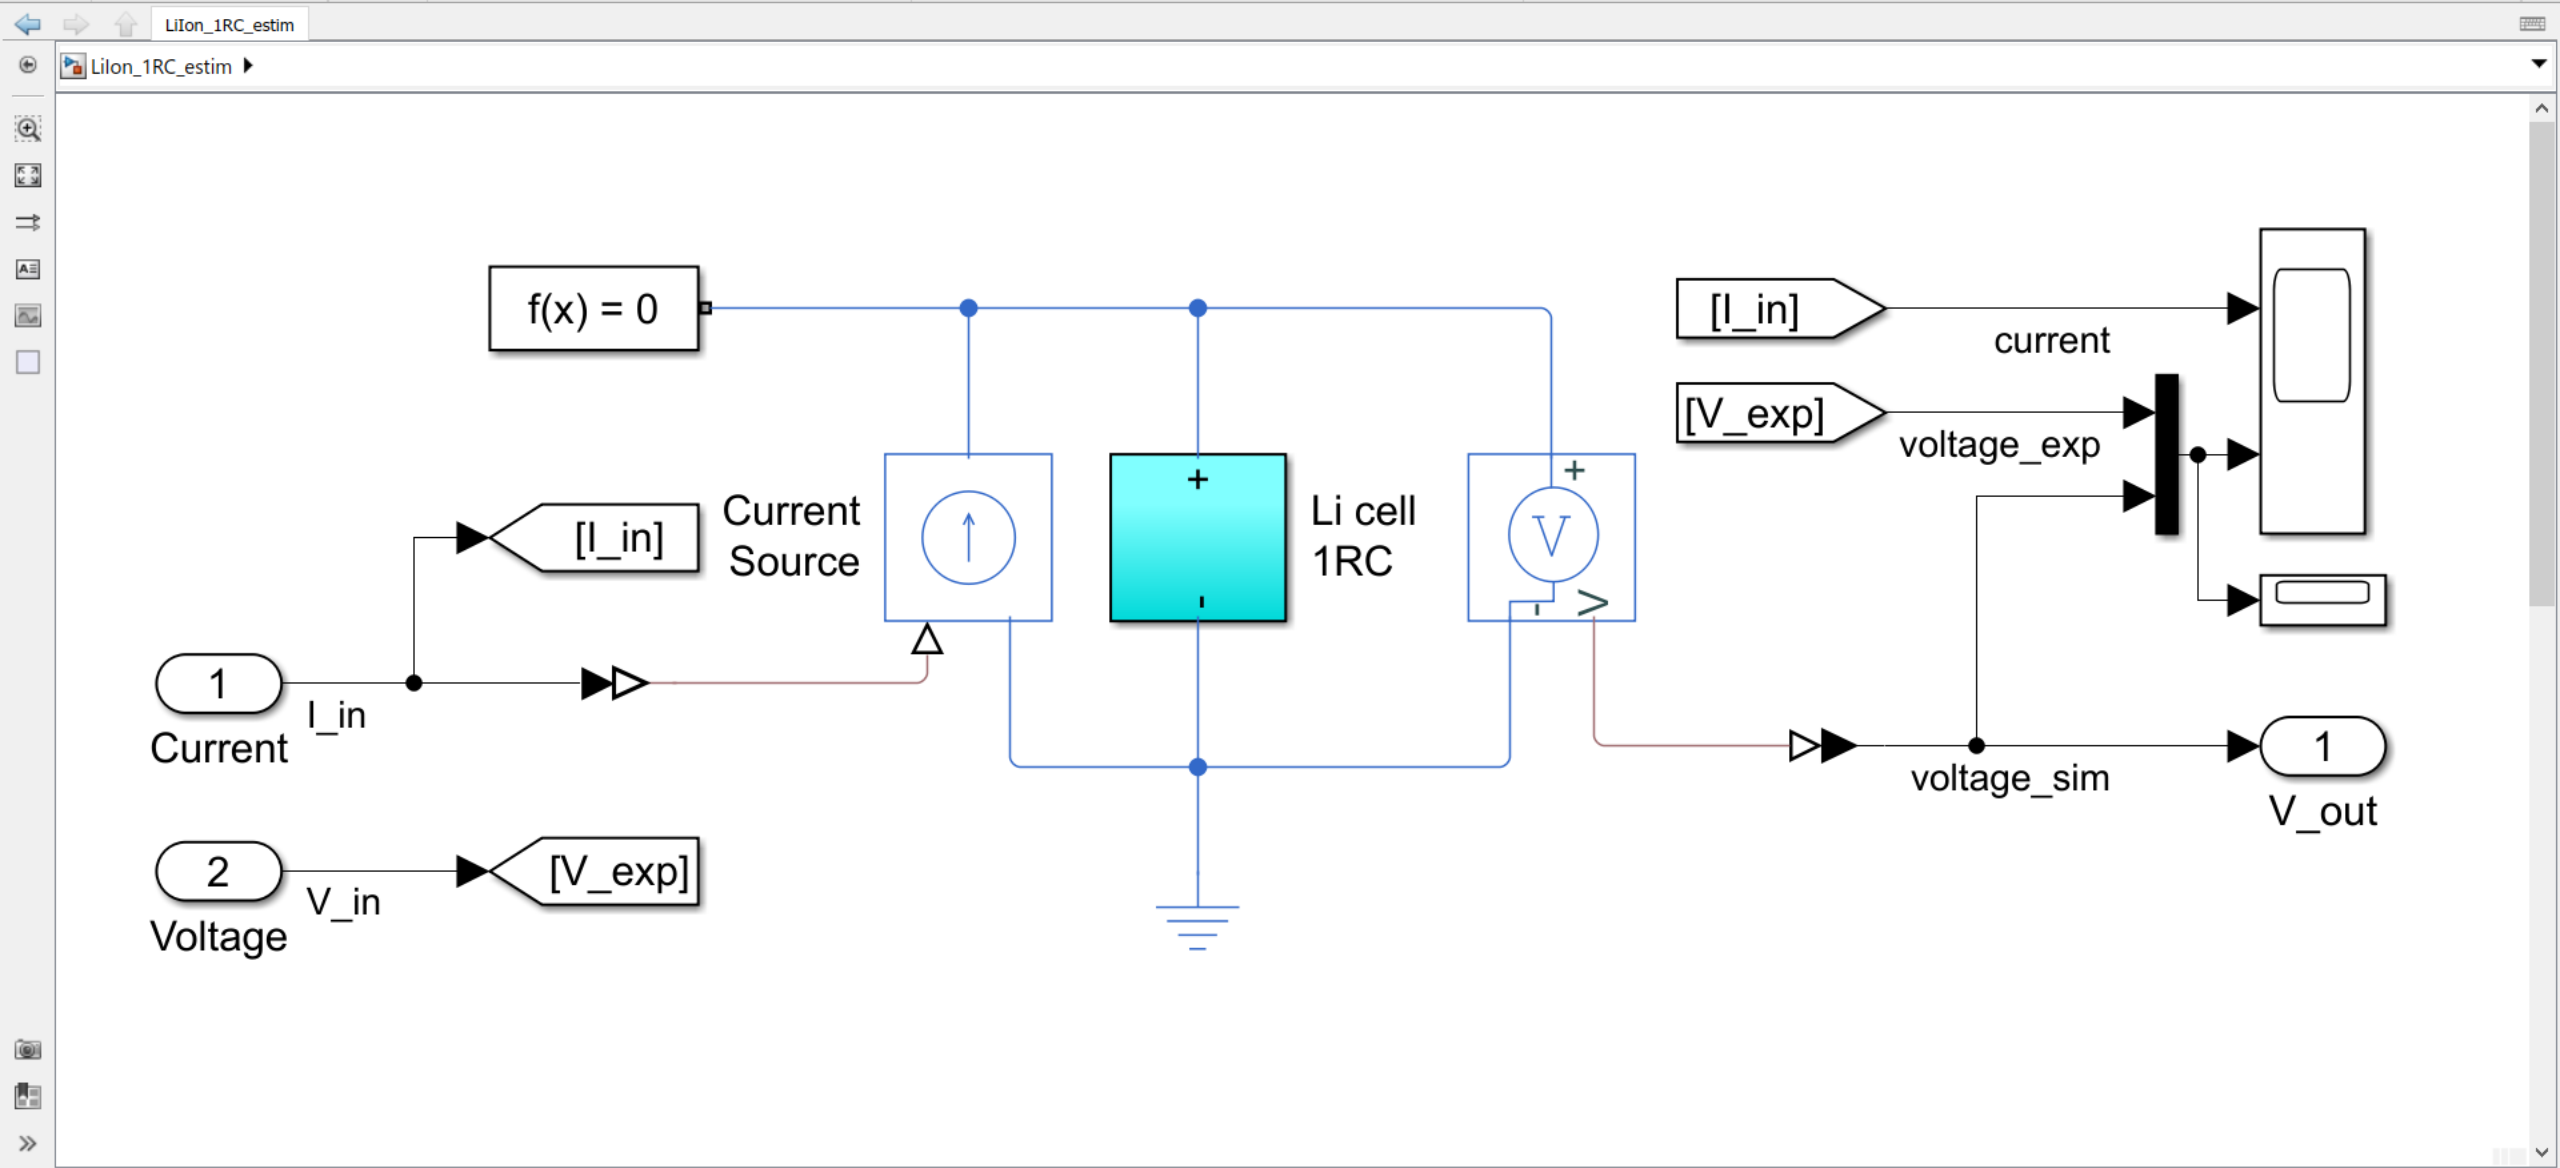 LiIon_1RC_estim
LiIon_1RC_estim
f(x) = 0
[I_in]
current
[V_exp]
voltage_exp
+
+
[I_in]
Current
Source
Li cell
1RC
V
-
-
V
1
I_in
Current
voltage_sim
1
V_out
2
V_in
Voltage
[V_exp]